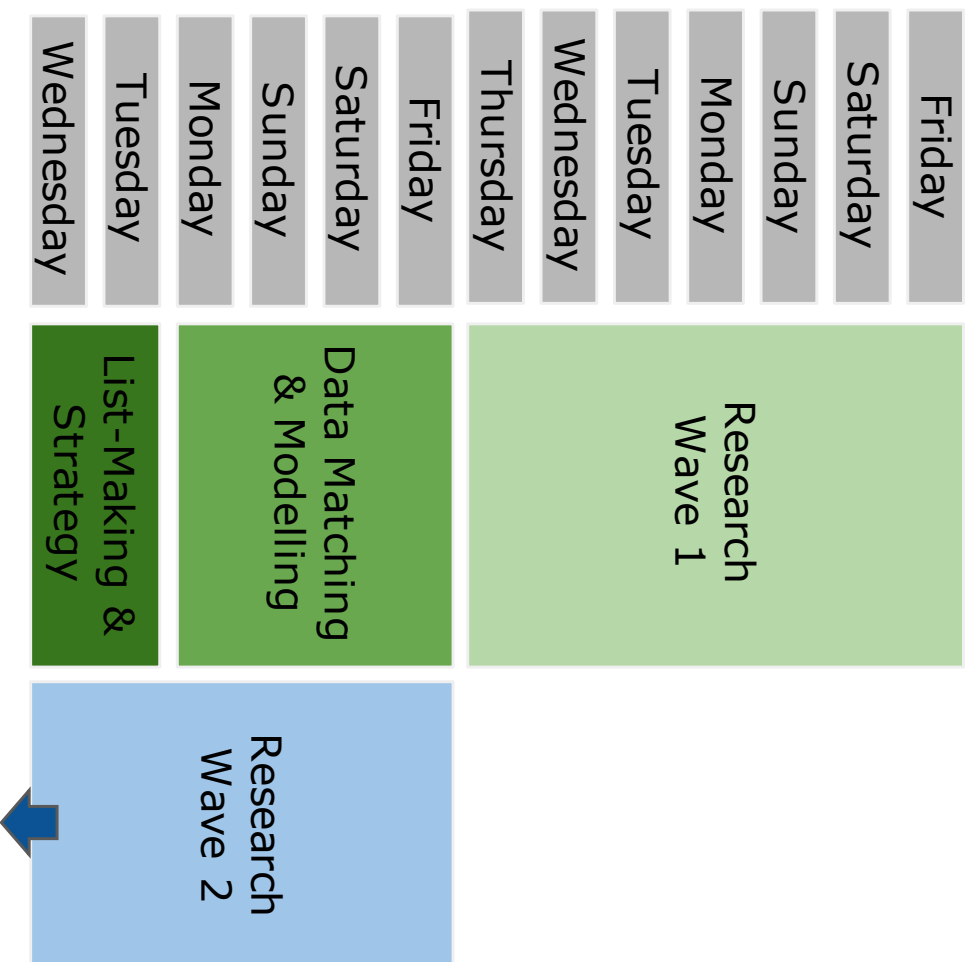 Friday
Saturday
Sunday
Monday
Tuesday
Wednesday
Thursday
Friday
Saturday
Sunday
Monday
Tuesday
Wednesday
Research
Wave 1
Data Matching
& Modelling
List-Making &
Strategy
Research
Wave 2